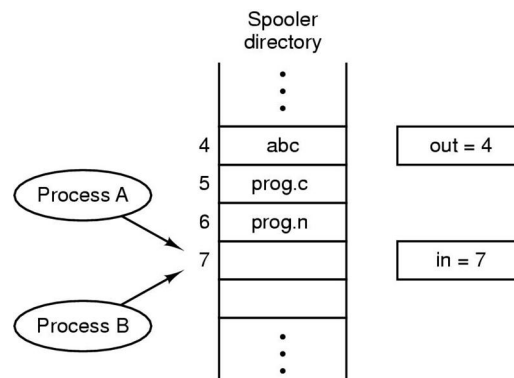 Spooler
directory
4 abc out = 4
Process A
5 prog.c
6 prog.n
7 in = 7
Process B